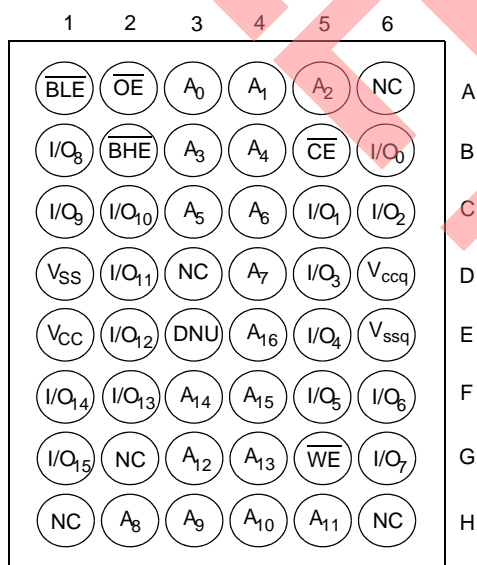 1 2 3 4 5 6
BLE OE A0 A1 A2 NC A
I/O8 BHE A3 A4 CE I/O0 B
I/O9 I/O10 A5 A6 I/O1 I/O2 C
VSS I/O11 NC A7 I/O3 Vccq D
VCC I/O12 DNU A16 I/O4 Vssq E
I/O14 I/O13 A14 A15 I/O5 I/O6 F
I/O15 NC A12 A13 WE I/O7 G
NC A8 A9 A10 A11 NC H